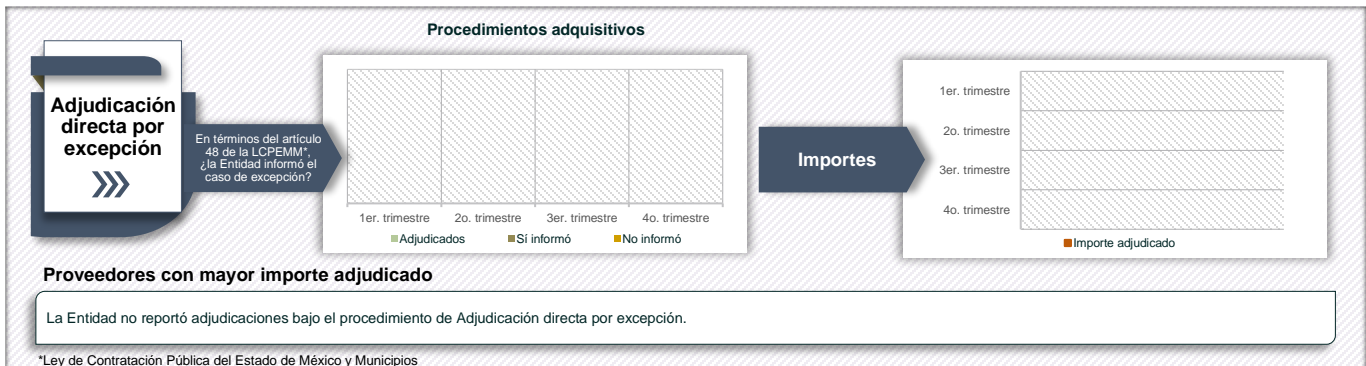 Procedimientos adquisitivos
Adjudicación
directa por
excepción
En términos del artículo
48 de la LCPEMM*,
¿la Entidad informó el
caso de excepción?
1er. trimestre 2o. trimestre 3er. trimestre 4o. trimestre
Adjudicados Sí informó No informó
Importes
1er. trimestre
2o. trimestre
3er. trimestre
4o. trimestre
Importe adjudicado
Proveedores con mayor importe adjudicado
La Entidad no reportó adjudicaciones bajo el procedimiento de Adjudicación directa por excepción.
*Ley de Contratación Pública del Estado de México y Municipios